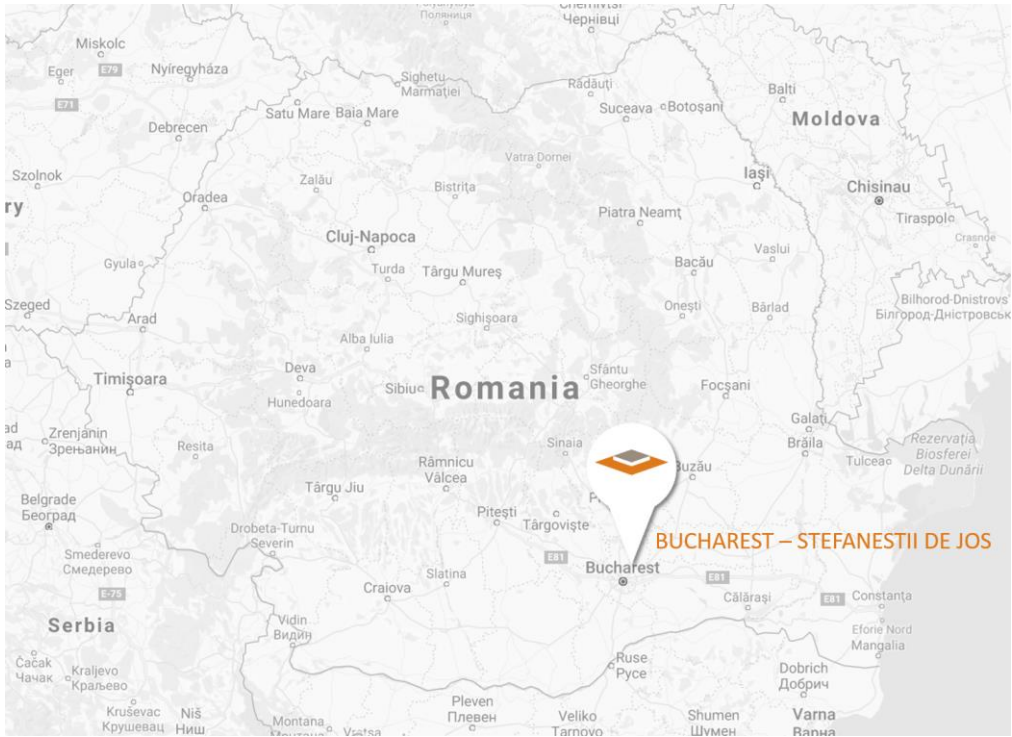 Поляниця
Чернівці
Miskolc
Eger
E79
Nyíregyháza
Sighetu
Marmației
Rădăuți
Balti
E71
Satu Mare
Baia Mare
Suceava
Botoșani
Moldova
Debrecen
Vatra Dornei
Szolnok
Zalău
Bistrița
Iași
Chisinau
ry
Oradea
Piatra Neamț
Tiraspol
Cluj-Napoca
Crasnoe
Gyula
Turda
Târgu Mureș
Bacău
Vaslui
Szeged
Arad
Sighișoara
Onești
Bârlad
Bilhorod-Dnistrovs
Білгород-Дністровськ
Alba Iulia
Timișoara
Deva
Hunedoara
Sibiu
Romania
Sfântu
Gheorghe
Focșani
Zrenjanin
Зрењанин
Resita
Sinaia
Galați
Brăila
Rezervația
Biosferei
Delta Dunării
Tulcea
Râmnicu
Vâlcea
Buzău
Târgu Jiu
Belgrade
Београд
Pitești
Târgoviște
Drobeta-Turnu
Severin
BUCHAREST – STEFANESTII DE JOS
Smederevo
Смедерево
E81
Bucharest
E81
Slatina
Craiova
E-75
Călărași
E81
Constanța
Serbia
Vidin
Видин
Eforie Nord
Mangalia
Čačak
Чачак
Kraljevo
Краљево
Ruse
Русе
Dobrich
Добрич
Kruševac
Крушевац
Niš
Ниш
Montana
Vratsa
Pleven
Плевен
Veliko
Tarnovo
Shumen
Шумен
Varna
Варна